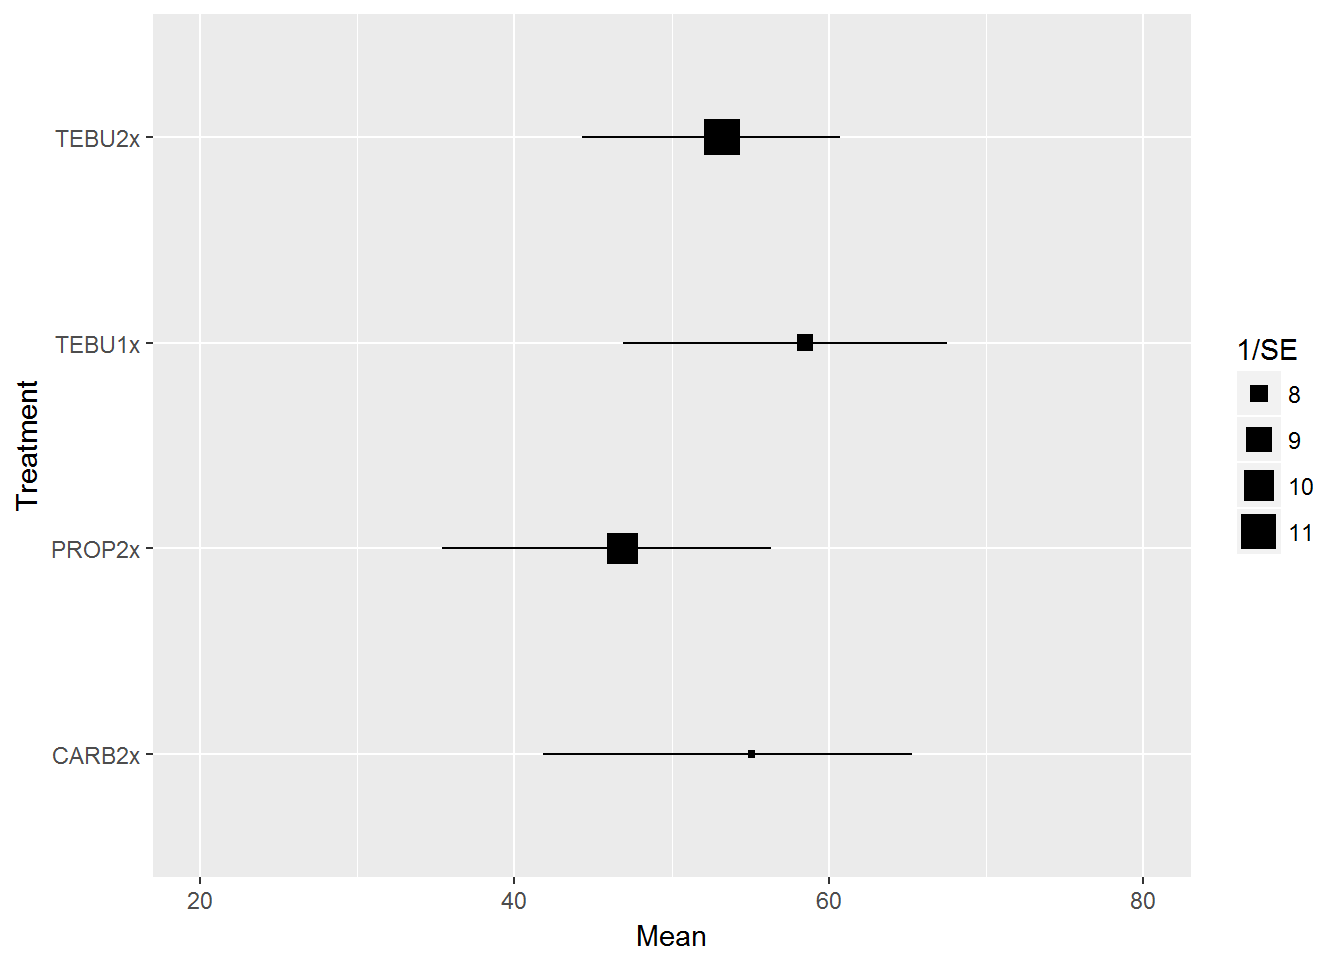 TEBU2x
TEBU1x
PROP2x
CARB2x
Treatment
20 40 60 80
Mean
1/SE
8
9
10
11